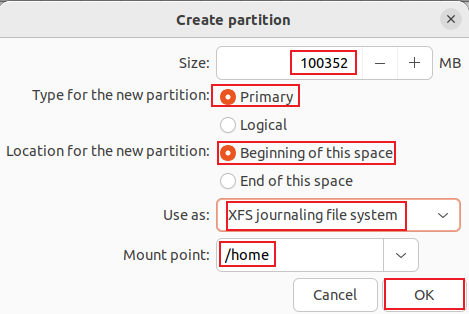 Create partition
Size: 100352 MB
Type for the new partition: Primary
Logical
Location for the new partition: Beginning of this space
End of this space
Use as: XFS journaling file system
Mount point: /home
Cancel OK